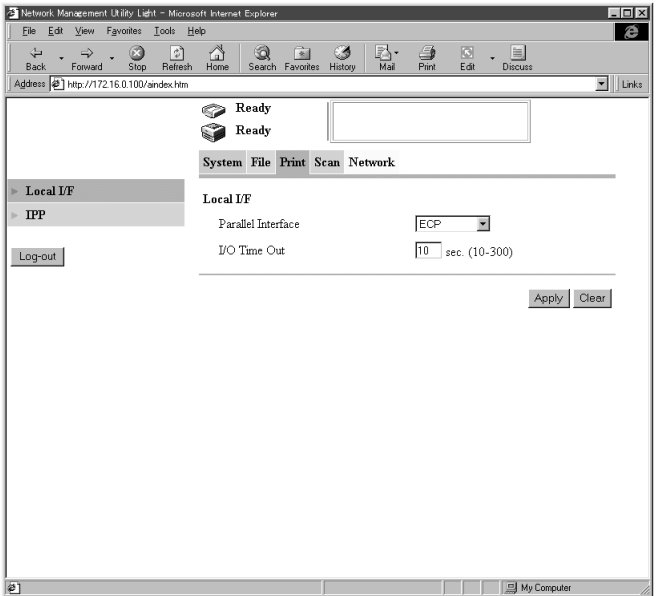 Network Management Utility Light - Microsoft Internet Explorer
File Edit View Favorites Tools Help
Back Forward Stop Refresh Home Search Favorites History Mail Print Edit Discuss
Address http://172.16.0.100/aindex.htm Links
Ready
Ready
System File Print Scan Network
Local I/F
IPP
Log-out
Local I/F
Parallel Interface ECP
I/O Time Out 10 sec. (10-300)
Apply Clear
My Computer